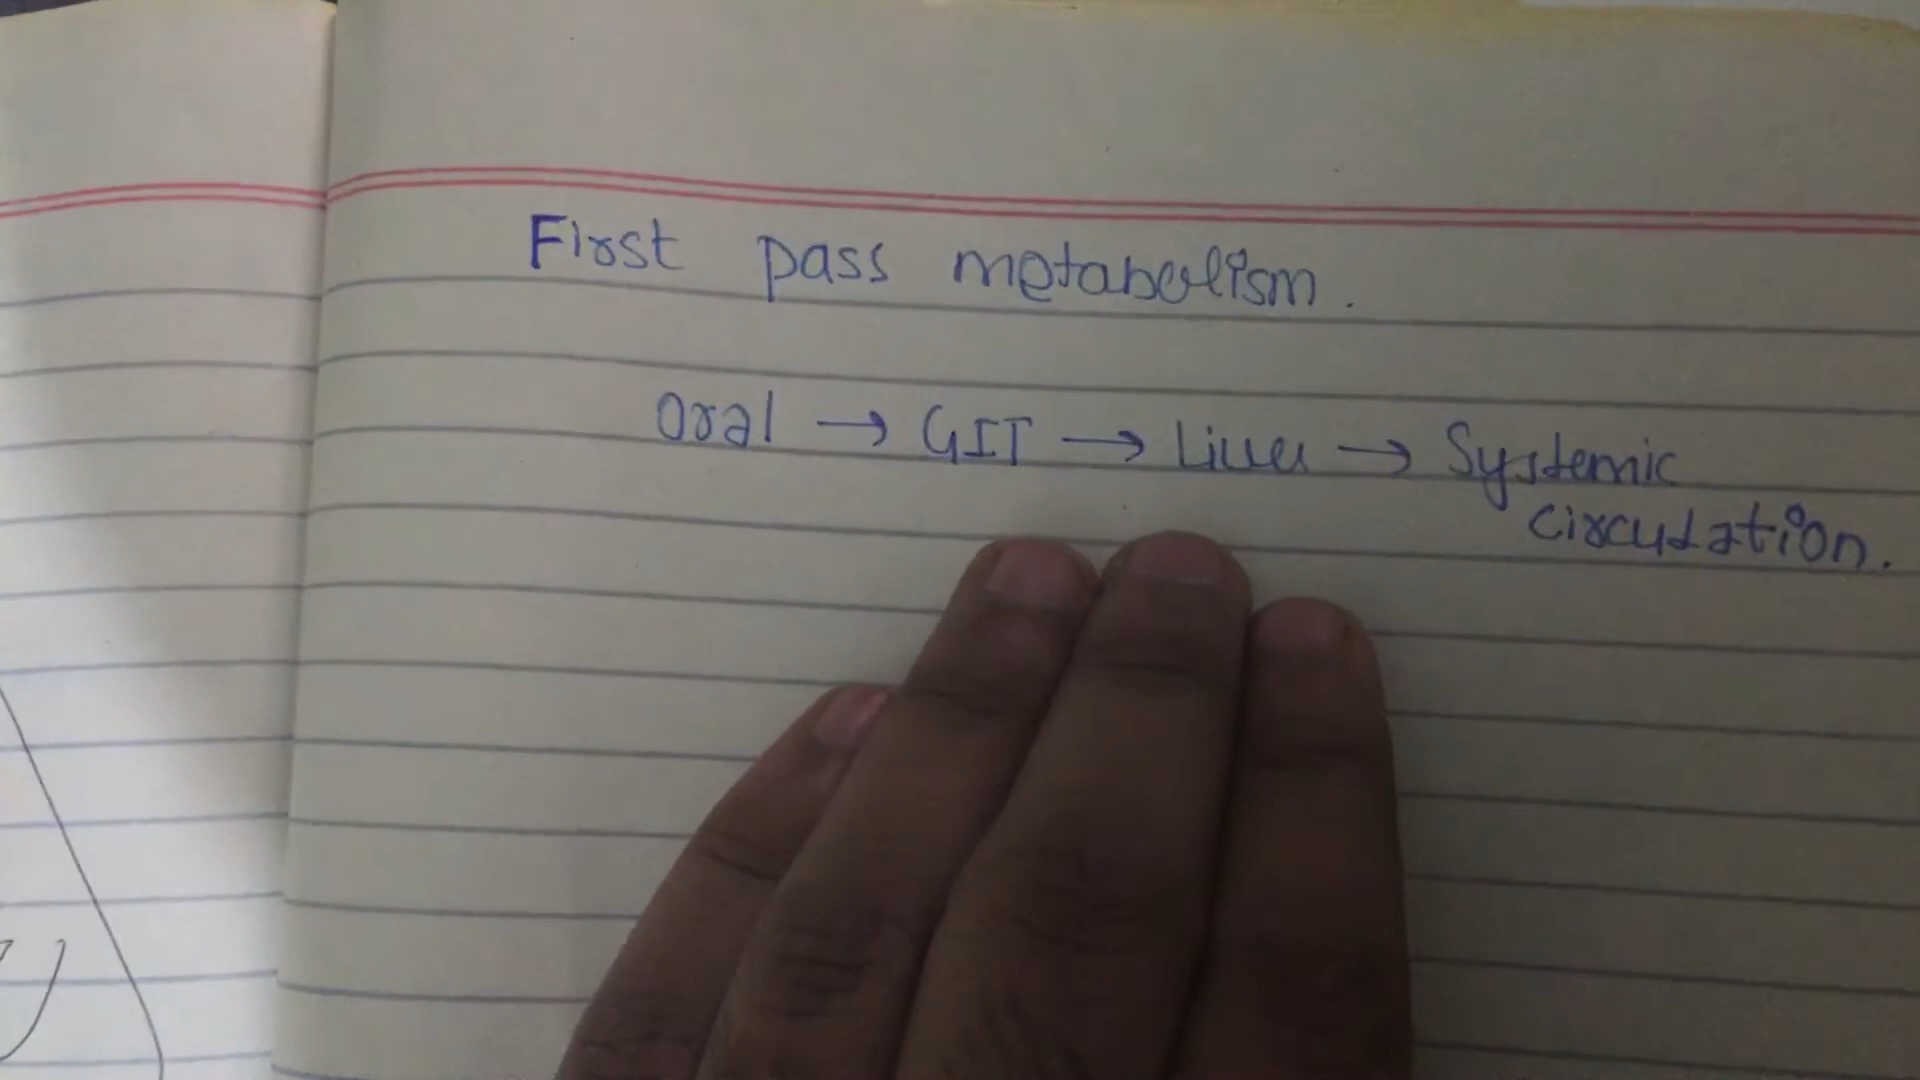 First pass metabolism.
Oral → GIT → Liver → Systemic
circulation.